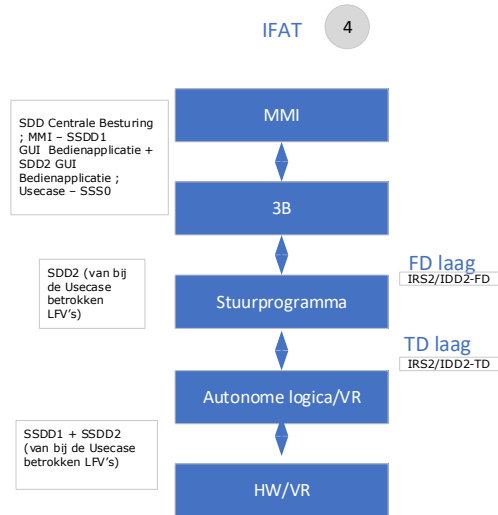 IFAT 4
MMI
SDD Centrale Besturing
; MMI – SSDD1
GUI Bedienapplicatie +
SDD2 GUI
Bedienapplicatie ;
Usecase – SSS0
3B
FD laag
IRS2/IDD2-FD
SDD2 (van bij
de Usecase
betrokken
LFV's)
Stuurprogramma
TD laag
IRS2/IDD2-TD
Autonome logica/VR
SSDD1 + SSDD2
(van bij de Usecase
betrokken LFV's)
HW/VR